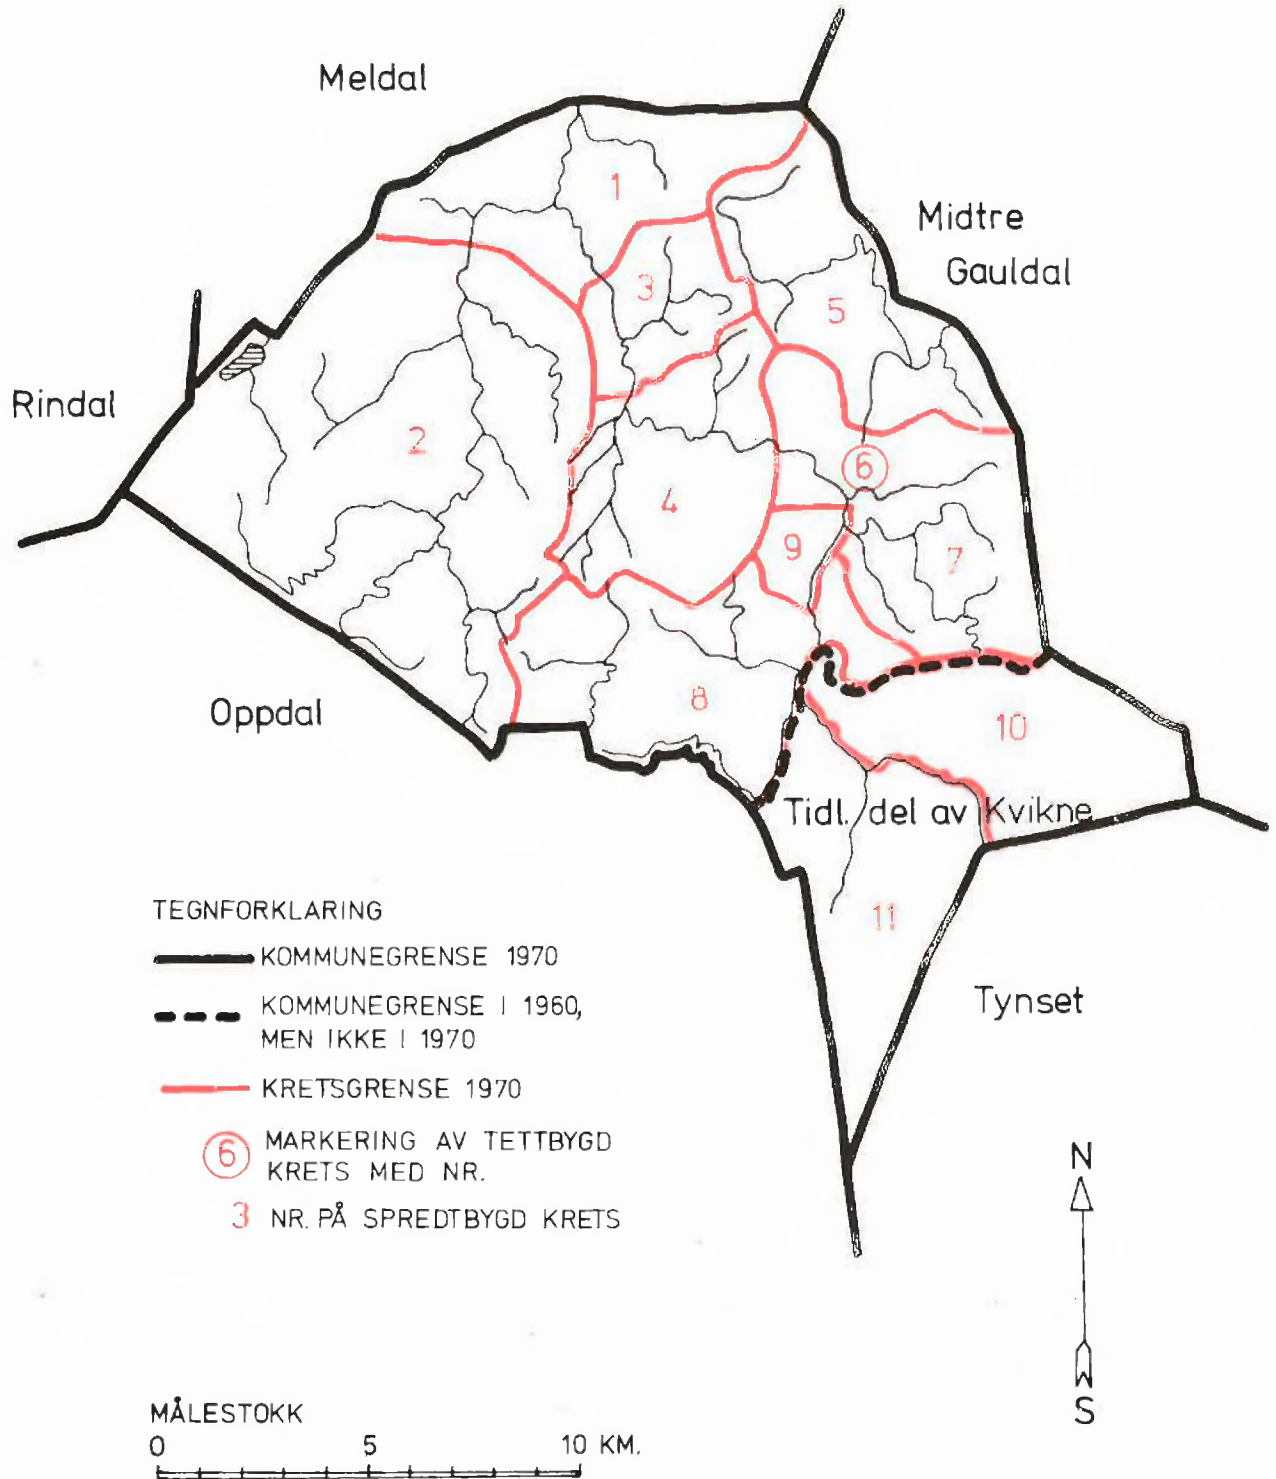 Meldal
1
Midtre
Gauldal
3
5
Rindal
2
6
4
9
7
Oppdal
8
10
Tidl. del av Kvikne
11
Tynset
TEGNFORKLARING
KOMMUNEGRENSE 1970
KOMMUNEGRENSE I 1960,
MEN IKKE I 1970
KRETSGRENSE 1970
6 MARKERING AV TETTBYGD
KRETS MED NR.
3 NR. PÅ SPREDTBYGD KRETS
N
S
MÅLESTOKK
0 5 10 KM.